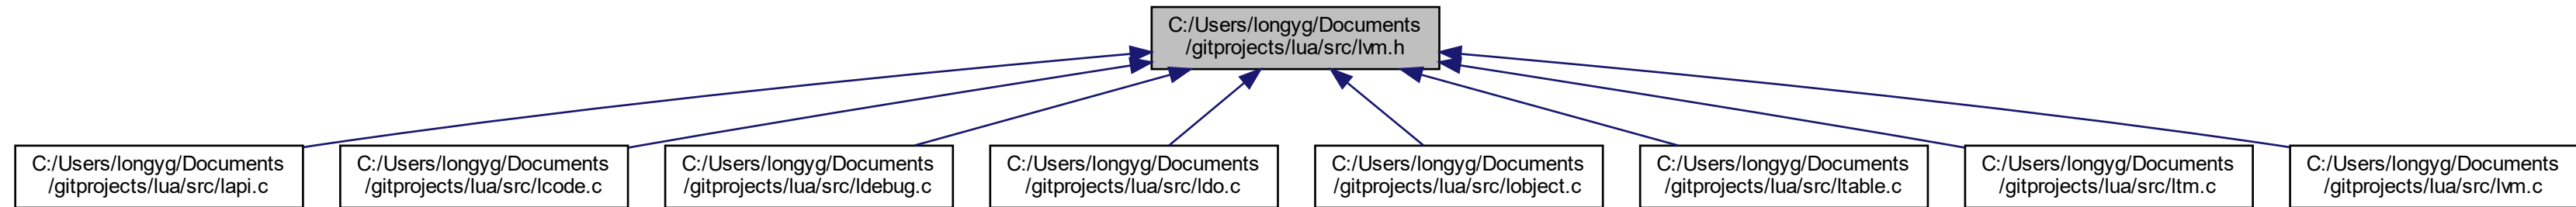 C:/Users/longyg/Documents
/gitprojects/lua/src/lvm.h
C:/Users/longyg/Documents
/gitprojects/lua/src/lapi.c
C:/Users/longyg/Documents
/gitprojects/lua/src/lcode.c
C:/Users/longyg/Documents
/gitprojects/lua/src/ldebug.c
C:/Users/longyg/Documents
/gitprojects/lua/src/ldo.c
C:/Users/longyg/Documents
/gitprojects/lua/src/lobject.c
C:/Users/longyg/Documents
/gitprojects/lua/src/ltable.c
C:/Users/longyg/Documents
/gitprojects/lua/src/ltm.c
C:/Users/longyg/Documents
/gitprojects/lua/src/lvm.c